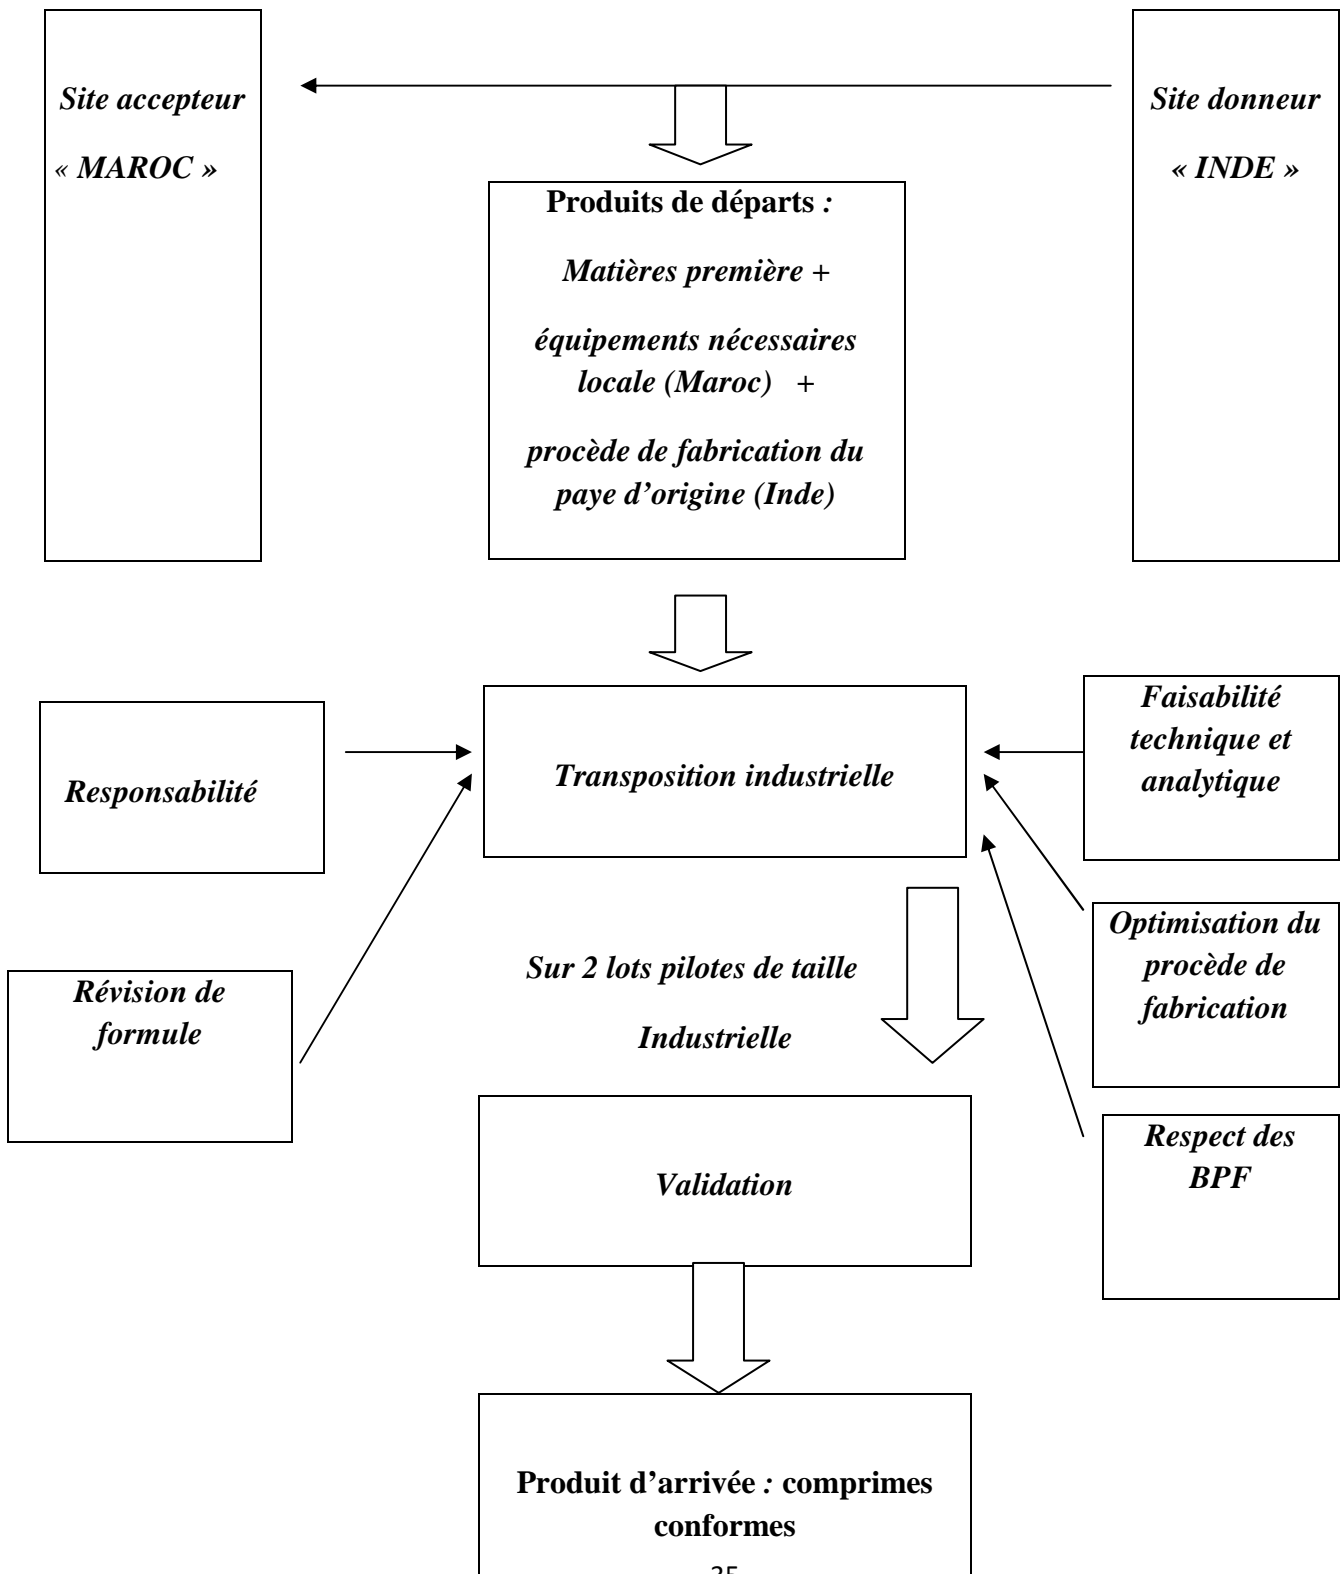 Site accepteur
« MAROC »
Site donneur
« INDE »
Produits de départs :
Matières première +
équipements nécessaires
locale (Maroc) +
procède de fabrication du
paye d’origine (Inde)
Responsabilité
Transposition industrielle
Faisabilité
technique et
analytique
Révision de
formule
Sur 2 lots pilotes de taille
Industrielle
Optimisation du
procède de
fabrication
Validation
Respect des
BPF
Produit d’arrivée : comprimes
conformes
35